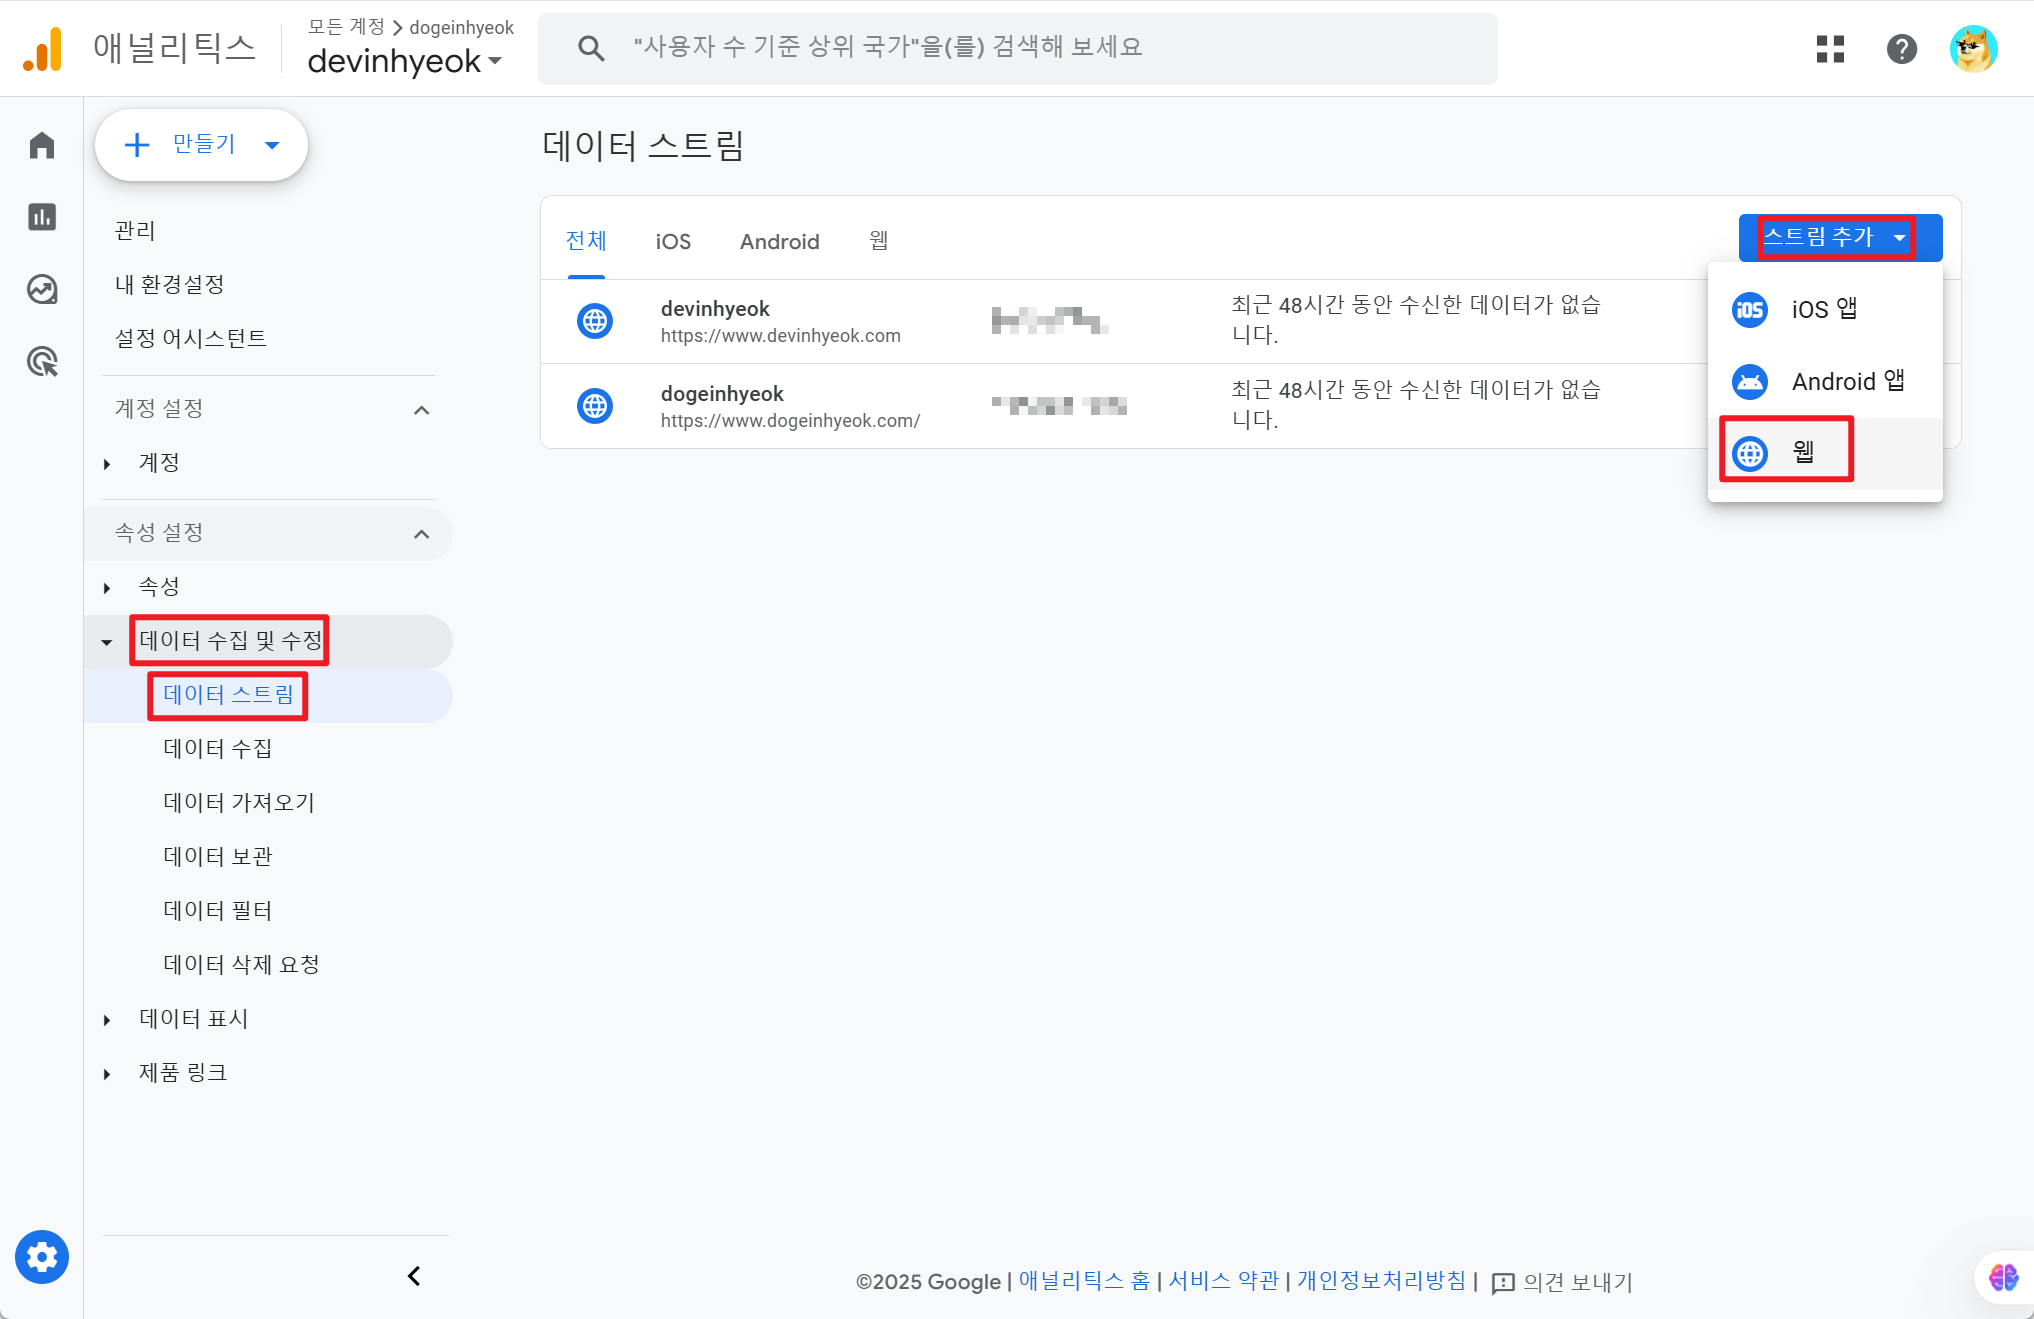 애널리틱스
모든 계정 > dogeinhyeok
devinhyeok
"사용자 수 기준 상위 국가"을(를) 검색해 보세요
만들기
관리
내 환경설정
설정 어시스턴트
계정 설정
계정
속성 설정
속성
데이터 수집 및 수정
데이터 스트림
데이터 수집
데이터 가져오기
데이터 보관
데이터 필터
데이터 삭제 요청
데이터 표시
제품 링크
데이터 스트림
전체 iOS Android 웹
스트림 추가
iOS 앱
Android 앱
웹
devinhyeok
https://www.devinhyeok.com
최근 48시간 동안 수신한 데이터가 없습
니다.
dogeinhyeok
https://www.dogeinhyeok.com/
최근 48시간 동안 수신한 데이터가 없습
니다.
©2025 Google | 애널리틱스 홈 | 서비스 약관 | 개인정보처리방침 | 의견 보내기